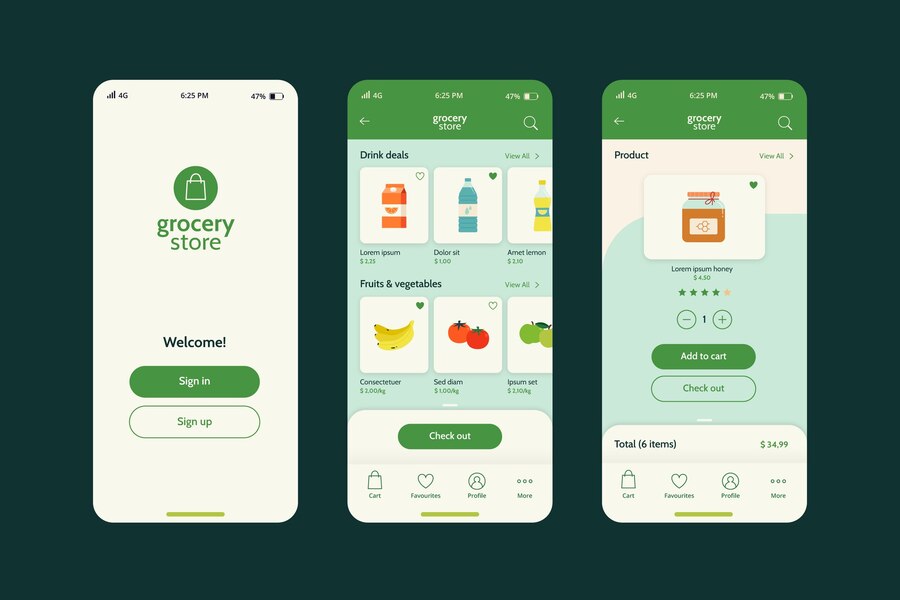 4G 6:25 PM 47%
grocery
store
Welcome!
Sign in
Sign up
4G 6:25 PM 47%
grocery
store
Drink deals View All
Lorem ipsum Dolor sit Amet lemon
$ 2,25 $ 1,00 $ 2,10
Fruits & vegetables View All
Consectetuer Sed diam Ipsum set
$ 2,00/kg $ 1,00/kg $ 2,10/kg
Check out
Cart Favourites Profile More
4G 6:25 PM 47%
grocery
store
Product View All
Lorem ipsum honey
$ 4,50
1
Add to cart
Check out
Total (6 items) $ 34,99
Cart Favourites Profile More